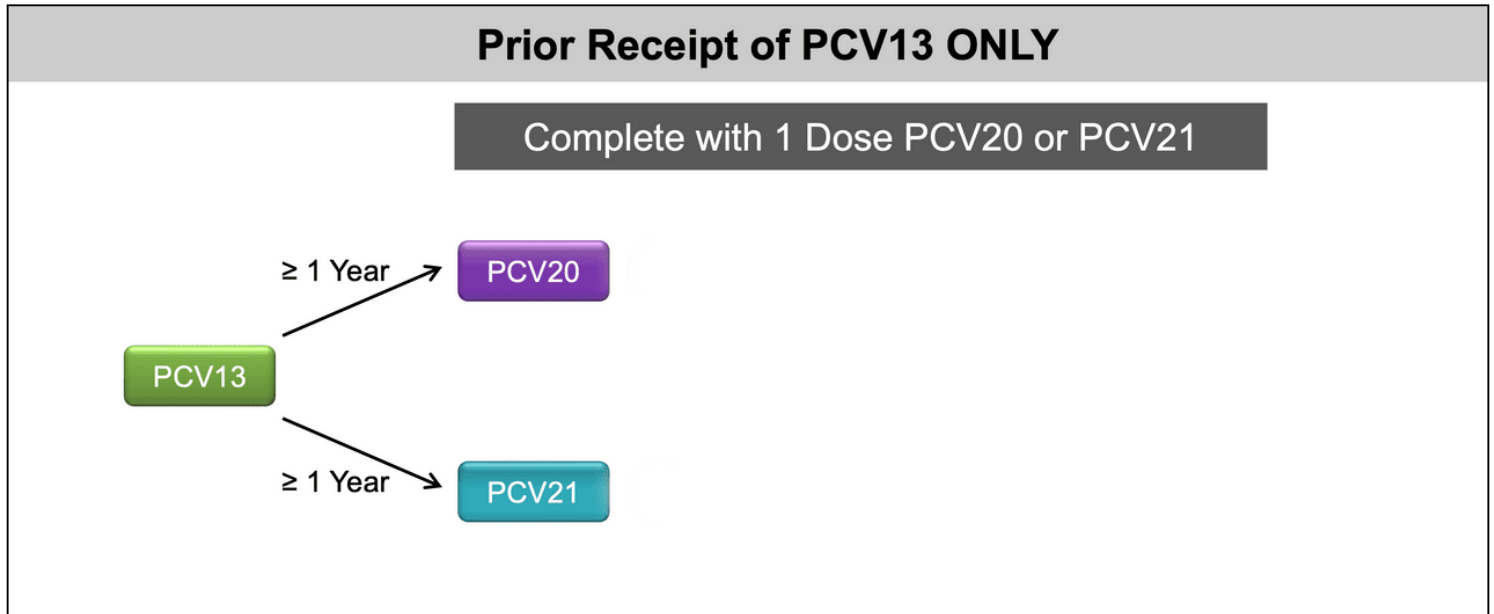 Prior Receipt of PCV13 ONLY
Complete with 1 Dose PCV20 or PCV21
≥ 1 Year
PCV20
PCV13
≥ 1 Year
PCV21